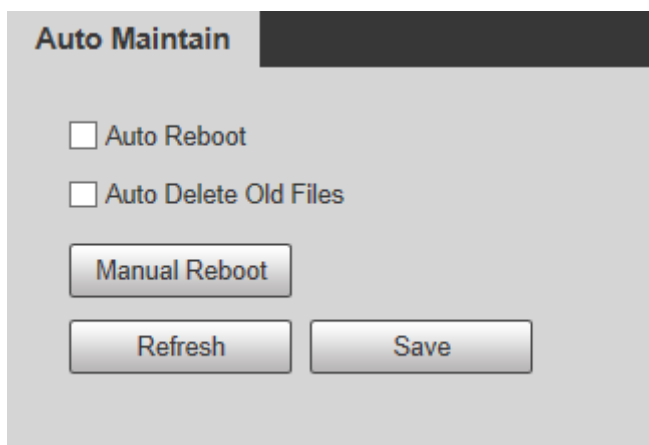 Auto Maintain
Auto Reboot
Auto Delete Old Files
Manual Reboot
Refresh Save